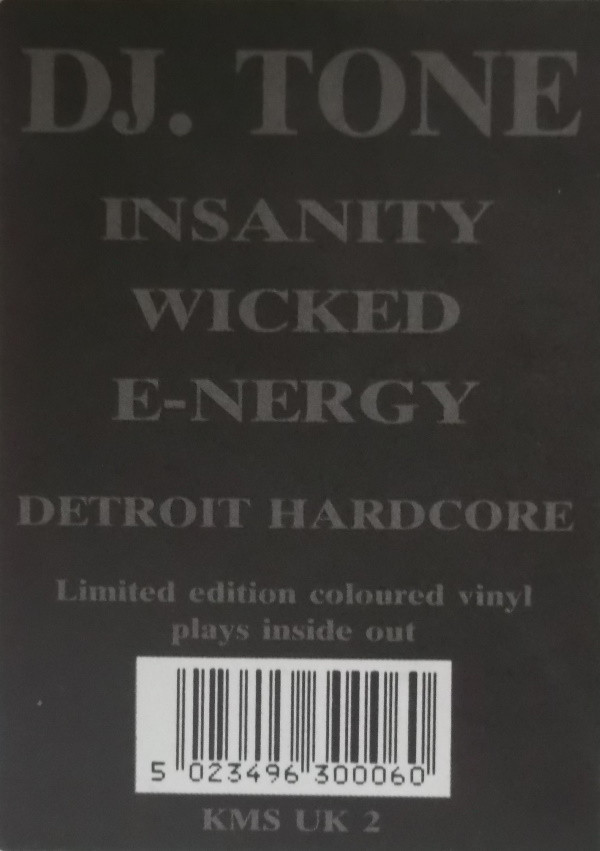 DJ. TONE
INSANITY
WICKED
E-NERGY
DETROIT HARDCORE
Limited edition coloured vinyl
plays inside out
5 023496 300060
KMS UK 2